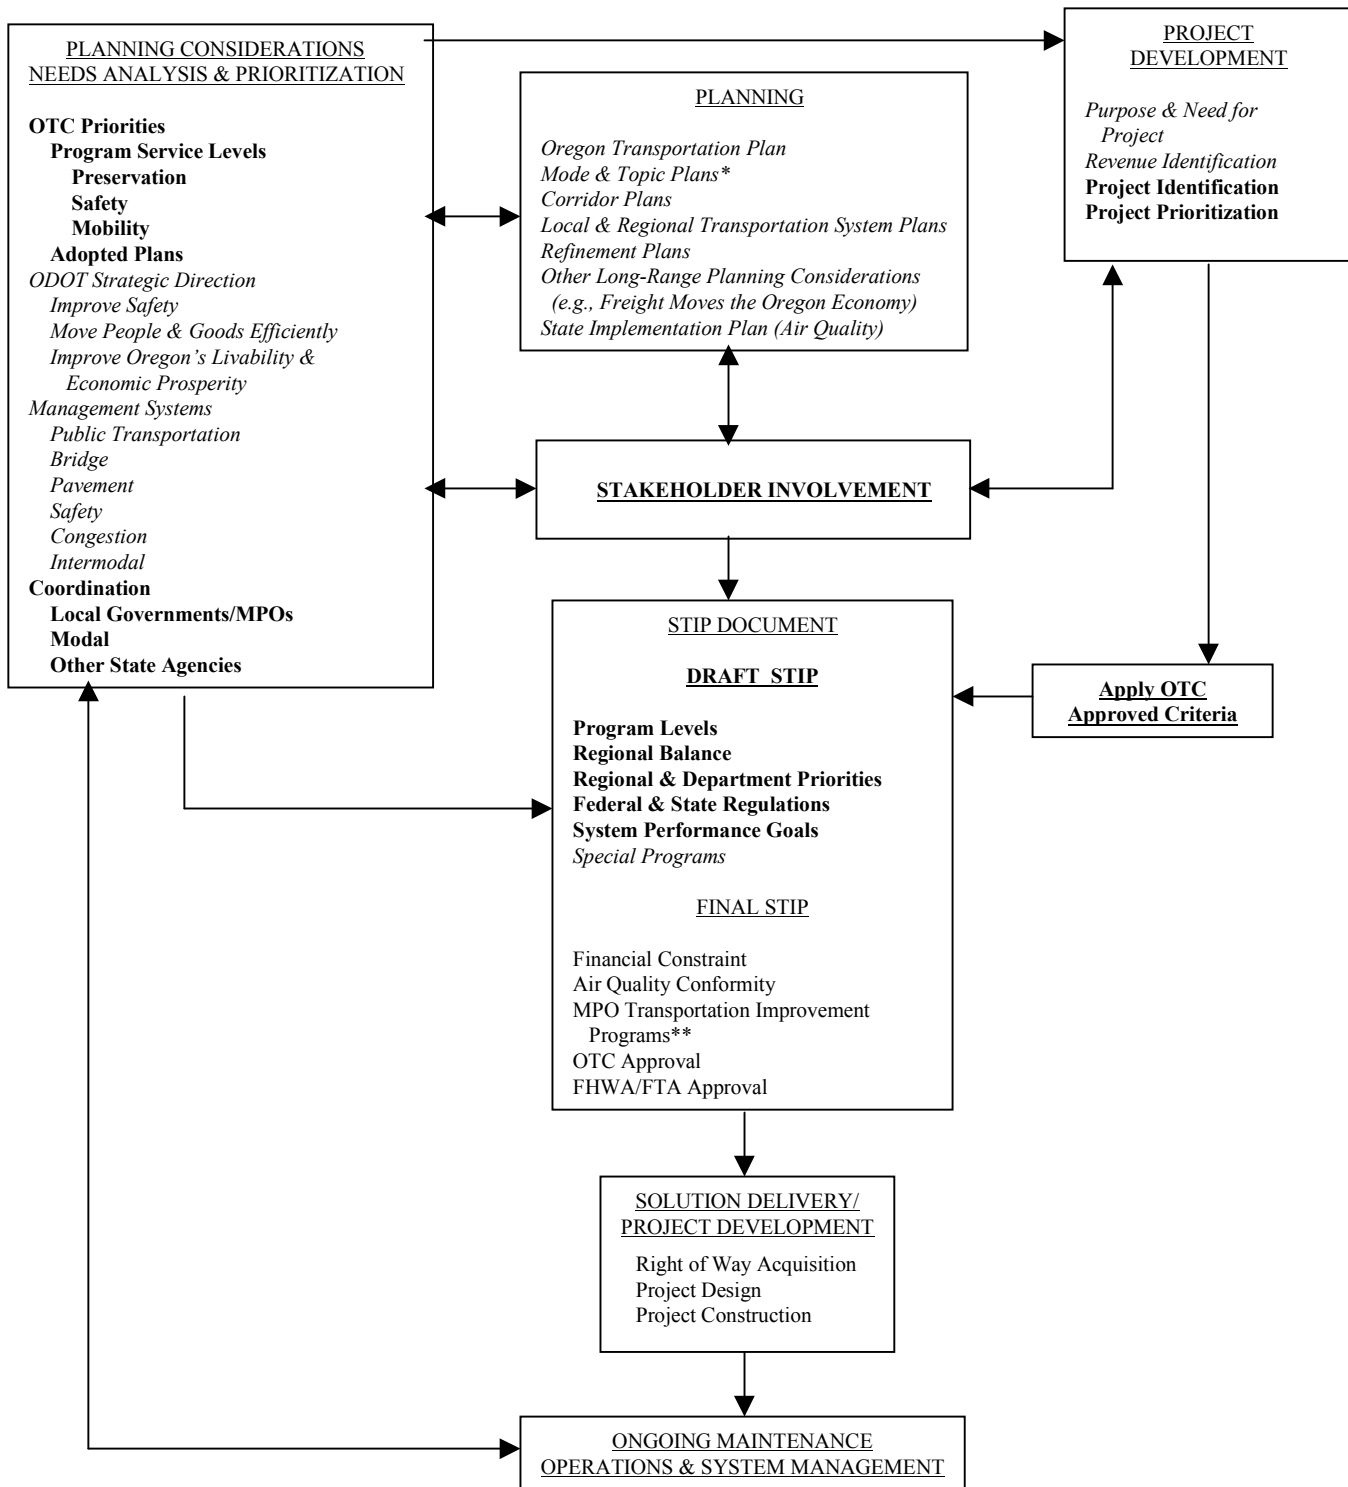 PLANNING CONSIDERATIONS
NEEDS ANALYSIS & PRIORITIZATION
OTC Priorities
Program Service Levels
Preservation
Safety
Mobility
Adopted Plans
ODOT Strategic Direction
Improve Safety
Move People & Goods Efficiently
Improve Oregon’s Livability &
Economic Prosperity
Management Systems
Public Transportation
Bridge
Pavement
Safety
Congestion
Intermodal
Coordination
Local Governments/MPOs
Modal
Other State Agencies
PLANNING
Oregon Transportation Plan
Mode & Topic Plans*
Corridor Plans
Local & Regional Transportation System Plans
Refinement Plans
Other Long-Range Planning Considerations
(e.g., Freight Moves the Oregon Economy)
State Implementation Plan (Air Quality)
PROJECT
DEVELOPMENT
Purpose & Need for
Project
Revenue Identification
Project Identification
Project Prioritization
STAKEHOLDER INVOLVEMENT
STIP DOCUMENT
DRAFT STIP
Program Levels
Regional Balance
Regional & Department Priorities
Federal & State Regulations
System Performance Goals
Special Programs
FINAL STIP
Financial Constraint
Air Quality Conformity
MPO Transportation Improvement
Programs**
OTC Approval
FHWA/FTA Approval
Apply OTC
Approved Criteria
SOLUTION DELIVERY/
PROJECT DEVELOPMENT
Right of Way Acquisition
Project Design
Project Construction
ONGOING MAINTENANCE
OPERATIONS & SYSTEM MANAGEMENT